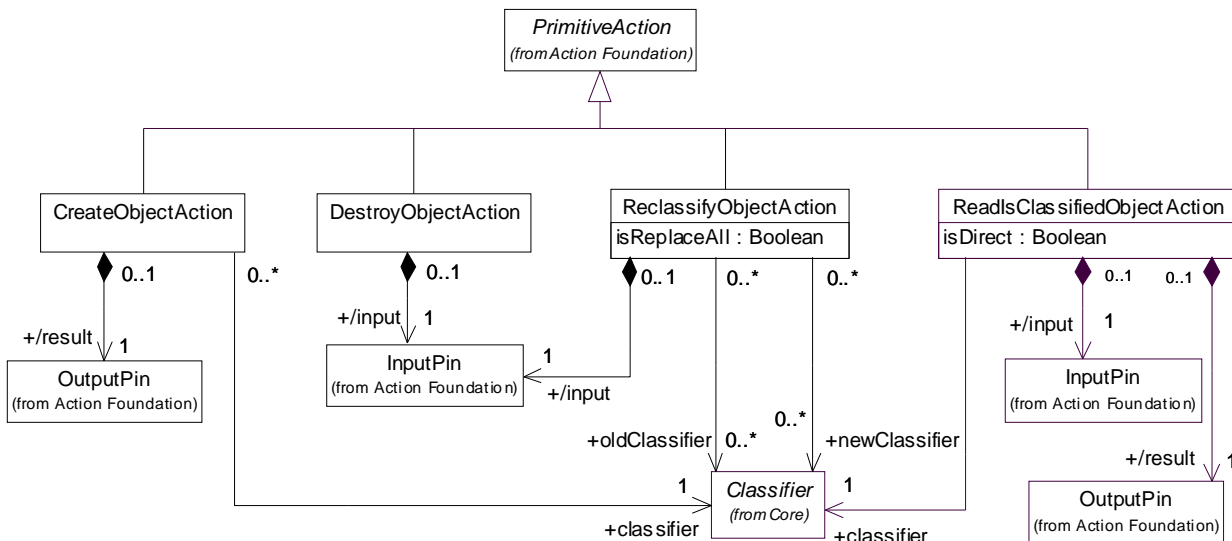 PrimitiveAction
(from Action Foundation)
CreateObjectAction
DestroyObjectAction
ReclassifyObjectAction
isReplaceAll : Boolean
ReadIsClassifiedObjectAction
isDirect : Boolean
0..1
0..*
0..1
0..1
0..*
0..*
0..1
0..1
+/result
1
+/input
1
1
+/input
+/input
1
OutputPin
(from Action Foundation)
InputPin
(from Action Foundation)
InputPin
(from Action Foundation)
+oldClassifier
0..*
0..*
+newClassifier
+/result
1
1
+classifier
Classifier
(from Core)
1
+classifier
OutputPin
(from Action Foundation)